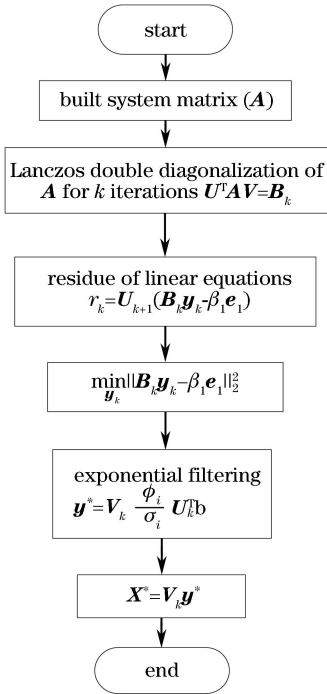 start
built system matrix (A)
Lanczos double diagonalization of
A for k iterations UᵀAV=Bₖ
residue of linear equations
rₖ=Uₖ₊₁(Bₖyₖ-β₁e₁)
min‖Bₖyₖ-β₁e₁‖₂²
yₖ
exponential filtering
y*=Vₖ ϕᵢ/σᵢ Uₖᵀb
X*=Vₖy*
end